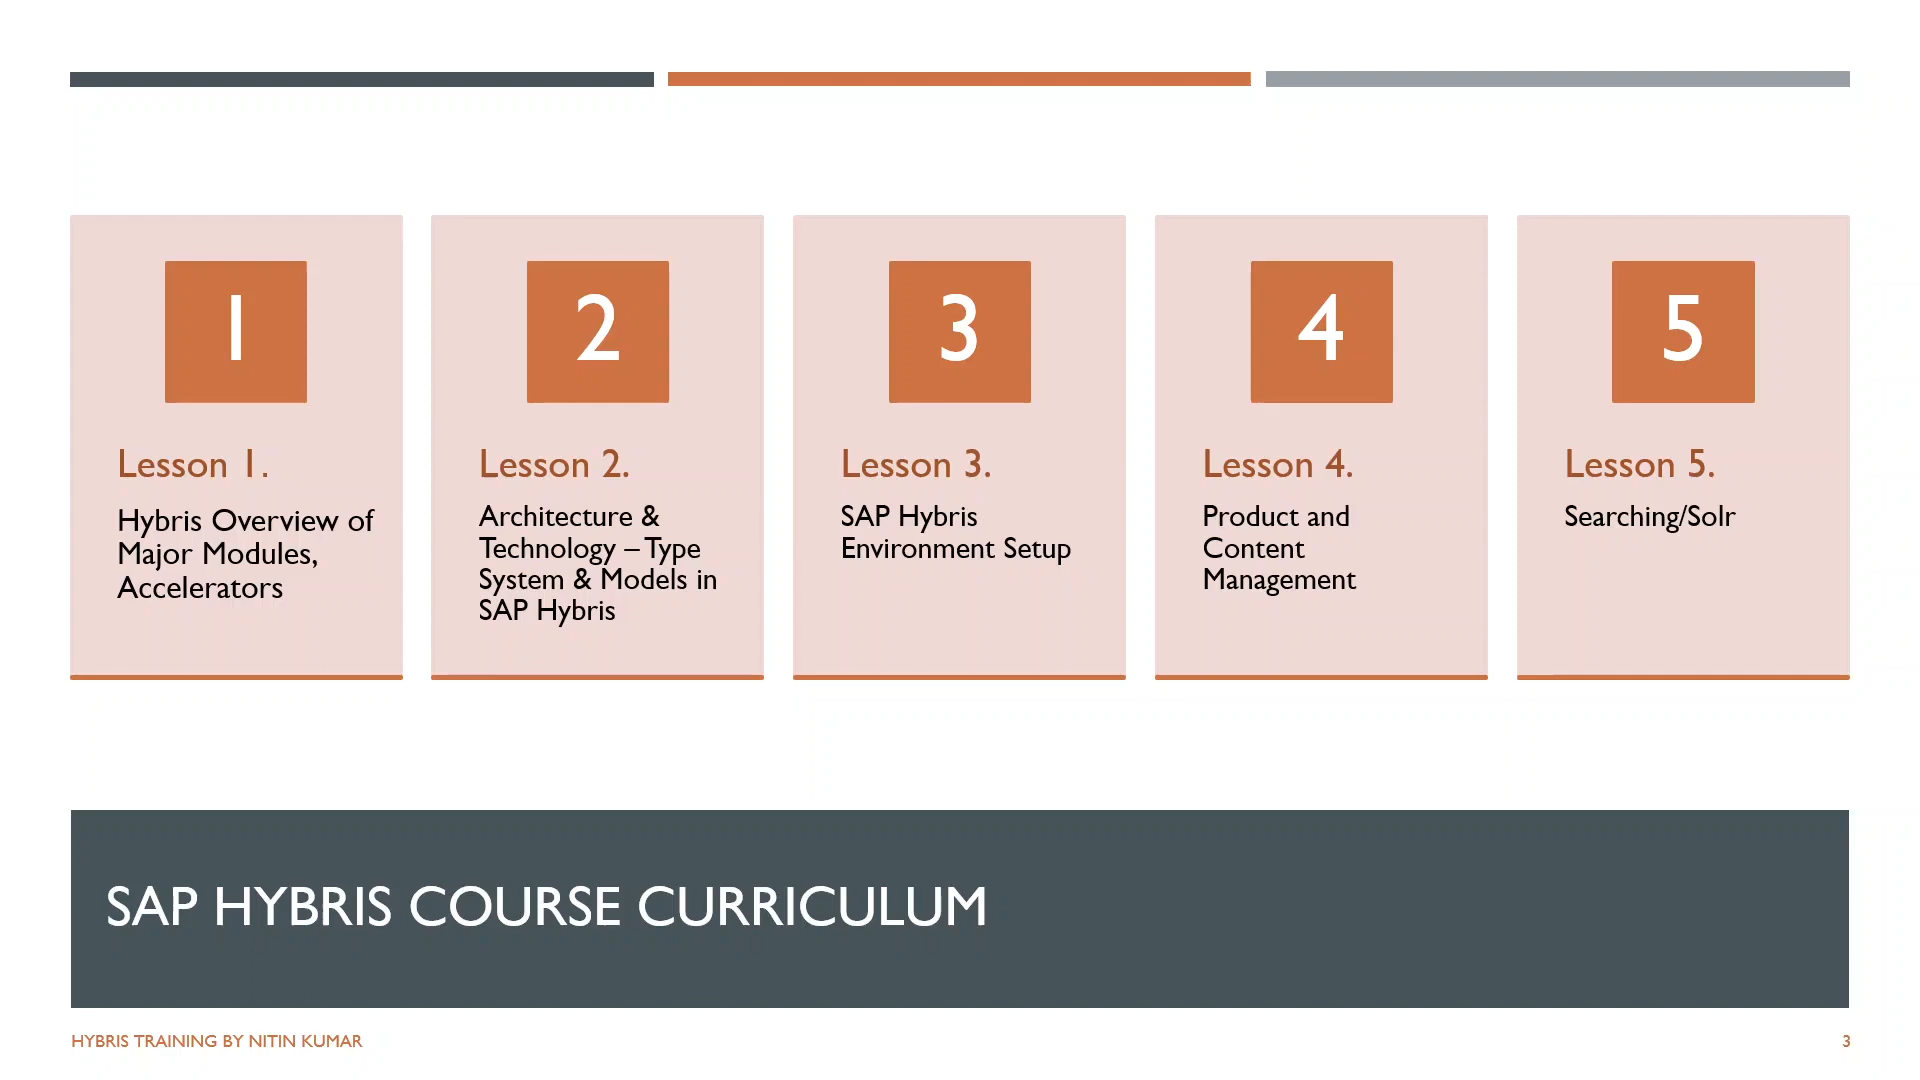 1
Lesson 1.
Hybris Overview of
Major Modules,
Accelerators
2
Lesson 2.
Architecture &
Technology – Type
System & Models in
SAP Hybris
3
Lesson 3.
SAP Hybris
Environment Setup
4
Lesson 4.
Product and
Content
Management
5
Lesson 5.
Searching/Solr
SAP HYBRIS COURSE CURRICULUM
HYBRIS TRAINING BY NITIN KUMAR
3